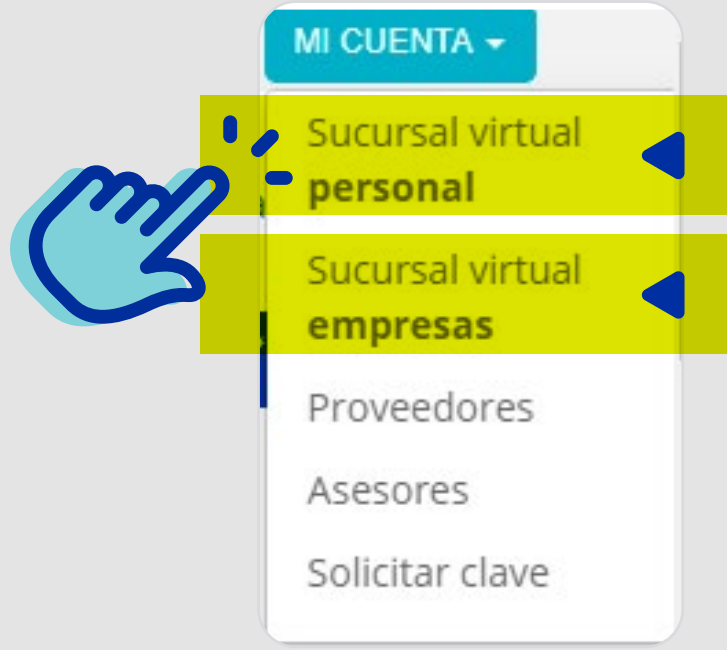 MI CUENTA
Sucursal virtual
personal
Sucursal virtual
empresas
Proveedores
Asesores
Solicitar clave